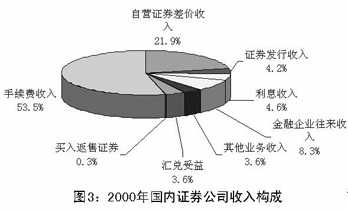 自营证券差价收
入
21.9%
证券发行收入
4.2%
利息收入
4.6%
金融企业往来收
入
8.3%
其他业务收入
3.6%
汇兑受益
3.6%
买入返售证券
0.3%
手续费收入
53.5%
图3：2000年国内证券公司收入构成